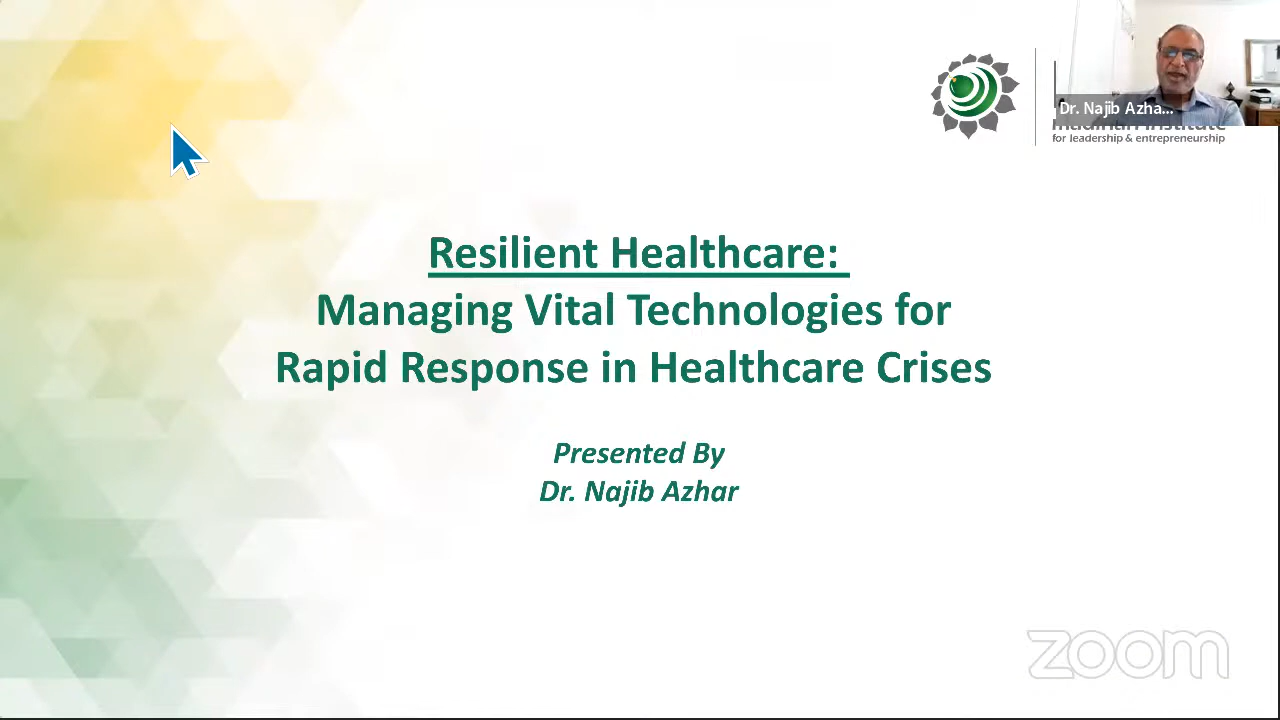 Dr. Najib Azha...
for leadership & entrepreneurship
Resilient Healthcare:
Managing Vital Technologies for
Rapid Response in Healthcare Crises
Presented By
Dr. Najib Azhar
zoom